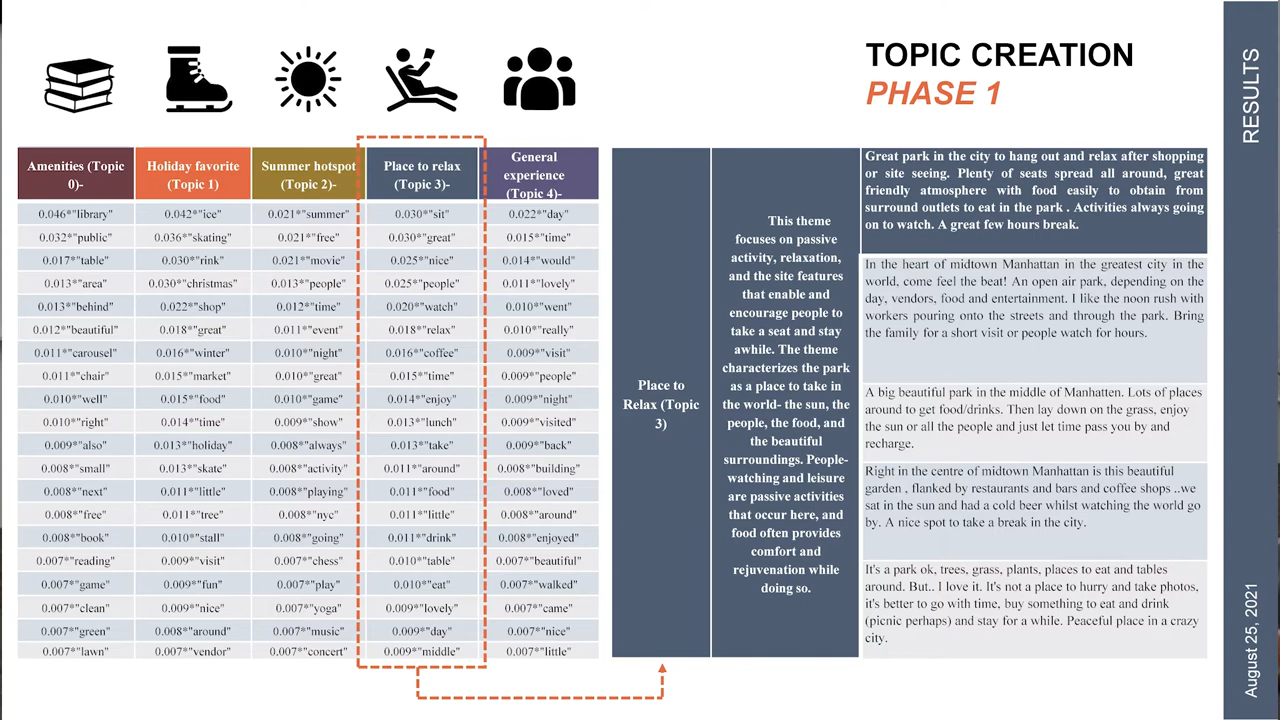 TOPIC CREATION
PHASE 1
RESULTS
August 25, 2021
Amenities (Topic
0)-
Holiday favorite
(Topic 1)
Summer hotspot
(Topic 2)-
Place to relax
(Topic 3)-
General
experience
(Topic 4)-
0.046*"library" 0.042*"ice" 0.021*"summer" 0.030*"sit" 0.022*"day"
0.032*"public" 0.036*"skating" 0.021*"free" 0.030*"great" 0.015*"time"
0.017*"table" 0.030*"rink" 0.021*"movie" 0.025*"nice" 0.014*"would"
0.013*"area" 0.030*"christmas" 0.013*"people" 0.025*"people" 0.011*"lovely"
0.013*"behind" 0.022*"shop" 0.012*"time" 0.020*"watch" 0.010*"went"
0.012*"beautiful" 0.018*"great" 0.011*"event" 0.018*"relax" 0.010*"really"
0.011*"carousel" 0.016*"winter" 0.010*"night" 0.016*"coffee" 0.009*"visit"
0.011*"chair" 0.015*"market" 0.010*"great" 0.015*"time" 0.009*"people"
0.010*"well" 0.015*"food" 0.010*"game" 0.014*"enjoy" 0.009*"night"
0.010*"right" 0.014*"time" 0.009*"show" 0.013*"lunch" 0.009*"visited"
0.009*"also" 0.013*"holiday" 0.008*"always" 0.013*"take" 0.009*"back"
0.008*"small" 0.013*"skate" 0.008*"activity" 0.011*"around" 0.008*"building"
0.008*"next" 0.011*"little" 0.008*"playing" 0.011*"food" 0.008*"loved"
0.008*"free" 0.011*"tree" 0.008*"nyc" 0.011*"little" 0.008*"around"
0.008*"book" 0.010*"stall" 0.008*"going" 0.011*"drink" 0.008*"enjoyed"
0.007*"reading" 0.009*"visit" 0.007*"chess" 0.010*"table" 0.007*"beautiful"
0.007*"game" 0.009*"fun" 0.007*"play" 0.010*"eat" 0.007*"walked"
0.007*"clean" 0.009*"nice" 0.007*"yoga" 0.009*"lovely" 0.007*"came"
0.007*"green" 0.008*"around" 0.007*"music" 0.009*"day" 0.007*"nice"
0.007*"lawn" 0.007*"vendor" 0.007*"concert" 0.009*"middle" 0.007*"little"
Place to
Relax (Topic
3)
This theme
focuses on passive
activity, relaxation,
and the site features
that enable and
encourage people to
take a seat and stay
awhile. The theme
characterizes the park
as a place to take in
the world- the sun, the
people, the food, and
the beautiful
surroundings. People-
watching and leisure
are passive activities
that occur here, and
food often provides
comfort and
rejuvenation while
doing so.
Great park in the city to hang out and relax after shopping
or site seeing. Plenty of seats spread all around, great
friendly atmosphere with food easily to obtain from
surround outlets to eat in the park . Activities always going
on to watch. A great few hours break.
In the heart of midtown Manhattan in the greatest city in the
world, come feel the beat! An open air park, depending on the
day, vendors, food and entertainment. I like the noon rush with
workers pouring onto the streets and through the park. Bring
the family for a short visit or people watch for hours.
A big beautiful park in the middle of Manhatten. Lots of places
around to get food/drinks. Then lay down on the grass, enjoy
the sun or all the people and just let time pass you by and
recharge.
Right in the centre of midtown Manhattan is this beautiful
garden , flanked by restaurants and bars and coffee shops ..we
sat in the sun and had a cold beer whilst watching the world go
by. A nice spot to take a break in the city.
It's a park ok, trees, grass, plants, places to eat and tables
around. But.. I love it. It's not a place to hurry and take photos,
it's better to go with time, buy something to eat and drink
(picnic perhaps) and stay for a while. Peaceful place in a crazy
city.